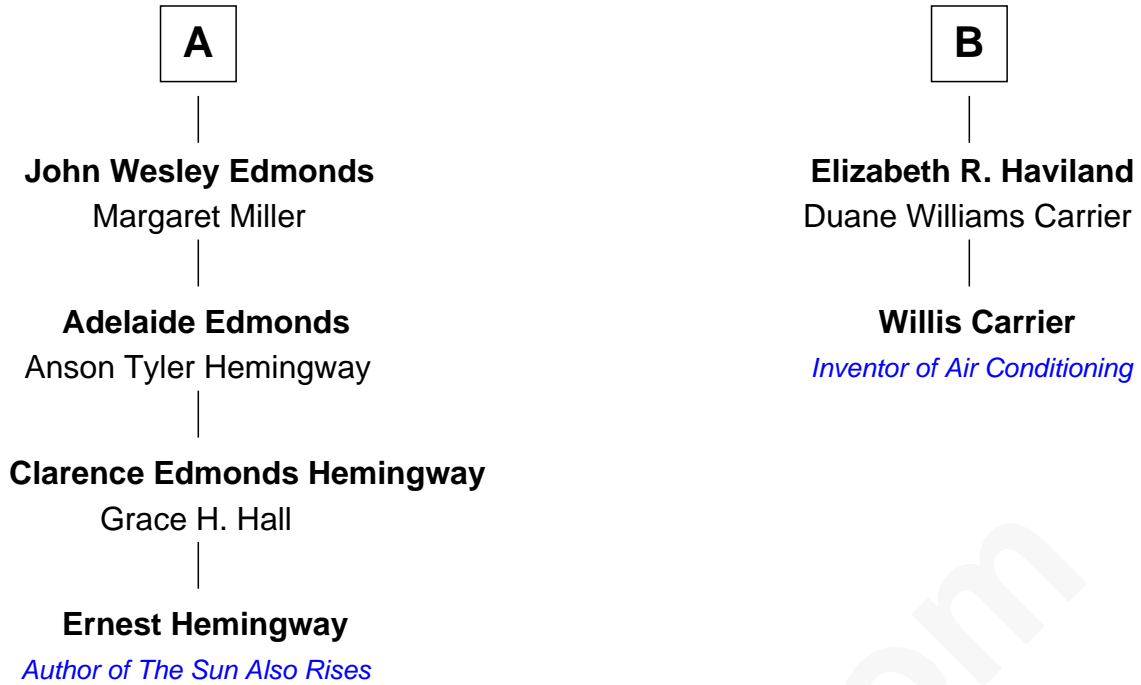 A
John Wesley Edmonds
Margaret Miller
Adelaide Edmonds
Anson Tyler Hemingway
Clarence Edmonds Hemingway
Grace H. Hall
Ernest Hemingway
Author of The Sun Also Rises
B
Elizabeth R. Haviland
Duane Williams Carrier
Willis Carrier
Inventor of Air Conditioning